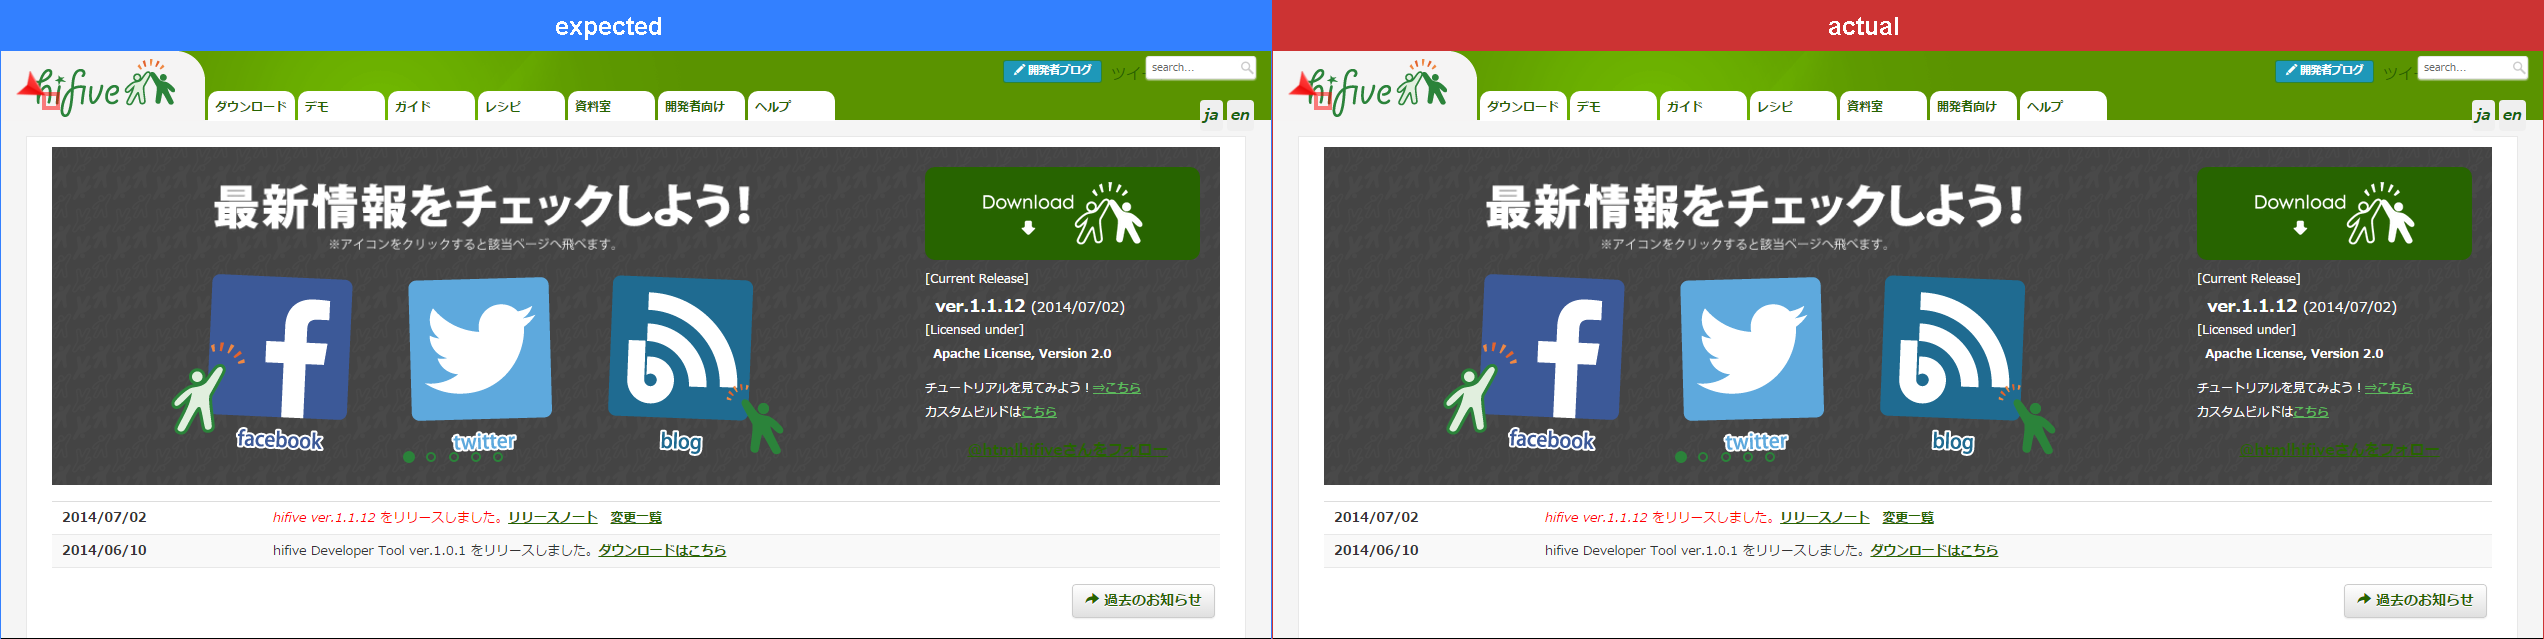 expected
hifive
開発者ブログ
ツイー
search...
ダウンロード
デモ
ガイド
レシピ
資料室
開発者向け
ヘルプ
ja
en
最新情報をチェックしよう!
※アイコンをクリックすると該当ページへ飛べます。
facebook
twitter
blog
Download
[Current Release]
ver.1.1.12 (2014/07/02)
[Licensed under]
Apache License, Version 2.0
チュートリアルを見てみよう！⇒こちら
カスタムビルドはこちら
2014/07/02 hifive ver.1.1.12 をリリースしました。リリースノート 変更一覧
2014/06/10 hifive Developer Tool ver.1.0.1 をリリースしました。ダウンロードはこちら
過去のお知らせ
actual
hifive
開発者ブログ
ツイー
search...
ダウンロード
デモ
ガイド
レシピ
資料室
開発者向け
ヘルプ
ja
en
最新情報をチェックしよう!
※アイコンをクリックすると該当ページへ飛べます。
facebook
twitter
blog
Download
[Current Release]
ver.1.1.12 (2014/07/02)
[Licensed under]
Apache License, Version 2.0
チュートリアルを見てみよう！⇒こちら
カスタムビルドはこちら
2014/07/02 hifive ver.1.1.12 をリリースしました。リリースノート 変更一覧
2014/06/10 hifive Developer Tool ver.1.0.1 をリリースしました。ダウンロードはこちら
過去のお知らせ